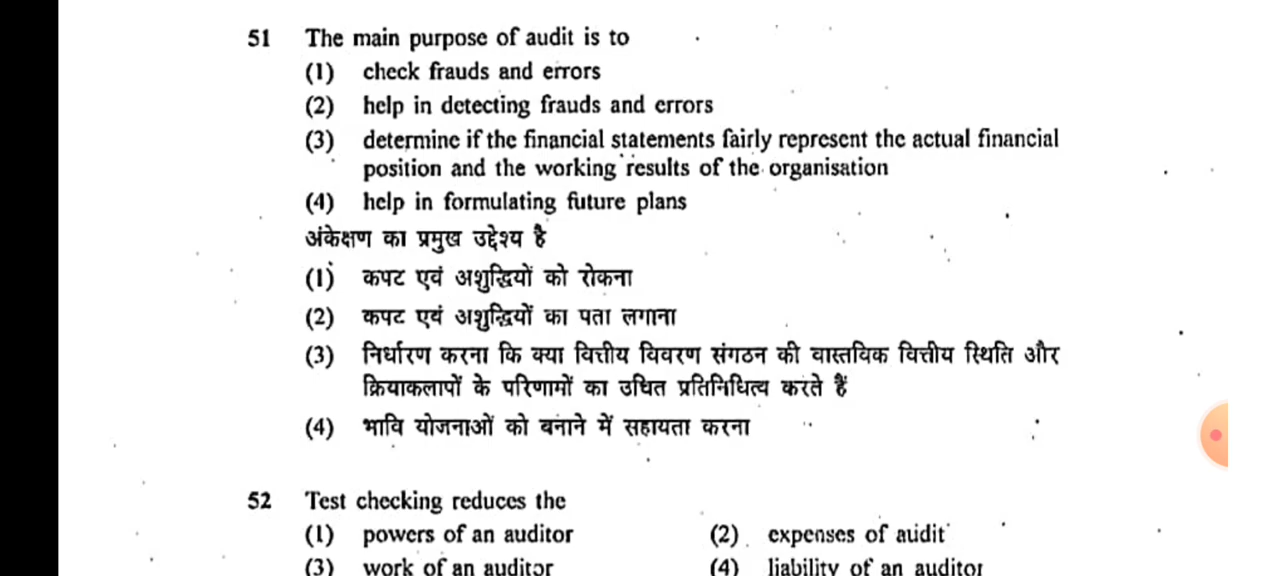 51 The main purpose of audit is to
(1) check frauds and errors
(2) help in detecting frauds and errors
(3) determine if the financial statements fairly represent the actual financial
position and the working results of the organisation
(4) help in formulating future plans
अंकेक्षण का प्रमुख उद्देश्य है
(1) कपट एवं अशुद्धियों को रोकना
(2) कपट एवं अशुद्धियों का पता लगाना
(3) निर्धारण करना कि क्या वित्तीय विवरण संगठन की वास्तविक वित्तीय स्थिति और
क्रियाकलापों के परिणामों का उचित प्रतिनिधित्व करते हैं
(4) भावि योजनाओं को बनाने में सहायता करना
52 Test checking reduces the
(1) powers of an auditor (2) expenses of audit
(3) work of an auditor (4) liability of an auditor